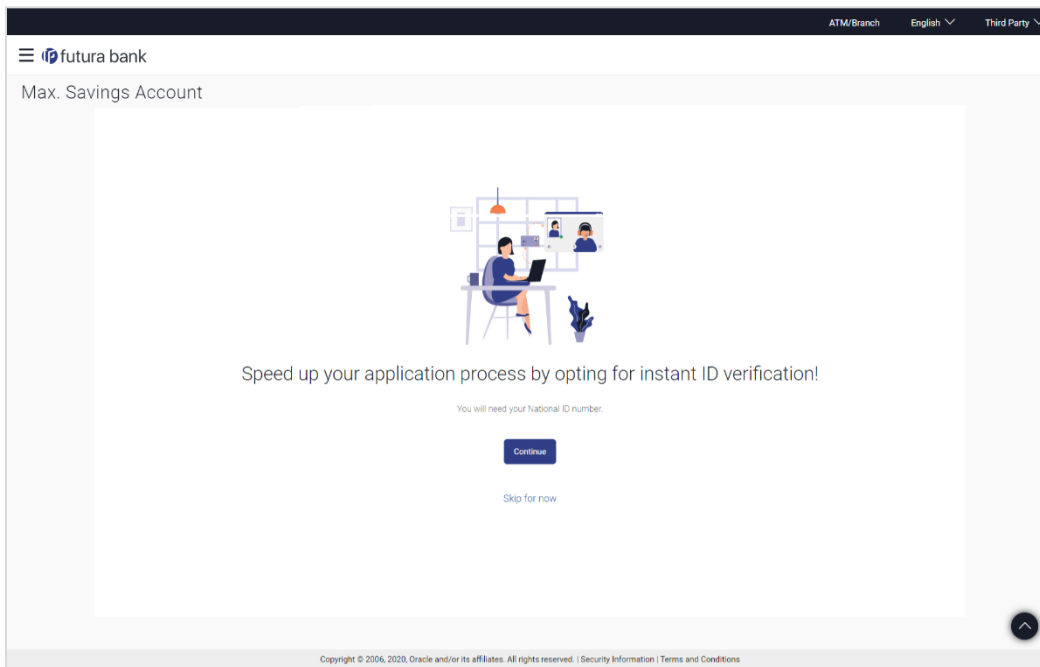 ATM/Branch English Third Party
futura bank
Max. Savings Account
Speed up your application process by opting for instant ID verification!
You will need your National ID number.
Continue
Skip for now
Copyright © 2006, 2020, Oracle and/or its affiliates. All rights reserved. | Security Information | Terms and Conditions